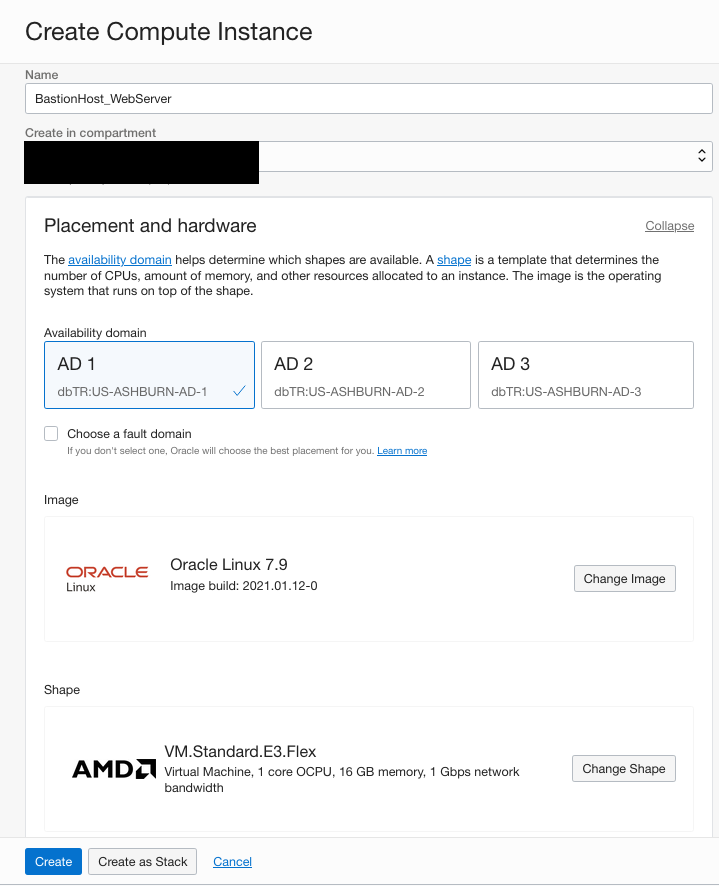 Create Compute Instance
Name
BastionHost_WebServer
Create in compartment
Placement and hardware
Collapse
The availability domain helps determine which shapes are available. A shape is a template that determines the
number of CPUs, amount of memory, and other resources allocated to an instance. The image is the operating
system that runs on top of the shape.
Availability domain
AD 1
dbTR:US-ASHBURN-AD-1
AD 2
dbTR:US-ASHBURN-AD-2
AD 3
dbTR:US-ASHBURN-AD-3
Choose a fault domain
If you don't select one, Oracle will choose the best placement for you. Learn more
Image
ORACLE
Linux
Oracle Linux 7.9
Image build: 2021.01.12-0
Change Image
Shape
AMD
VM.Standard.E3.Flex
Virtual Machine, 1 core OCPU, 16 GB memory, 1 Gbps network
bandwidth
Change Shape
Create
Create as Stack
Cancel